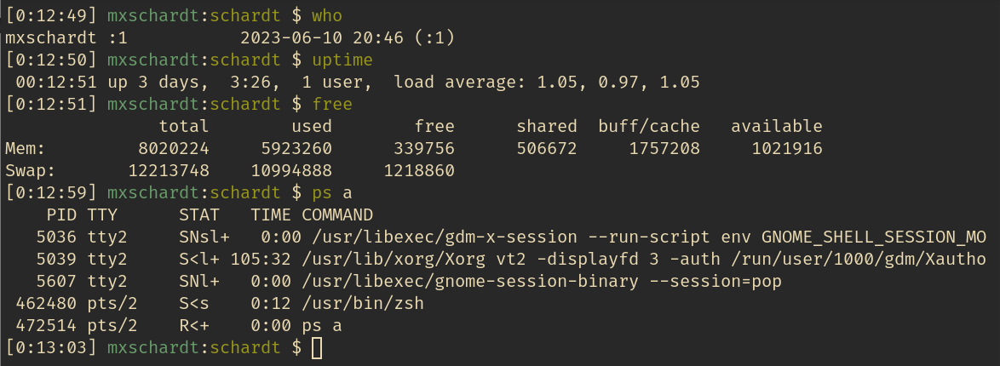 [0:12:49] mxschardt:schardt $ who
mxschardt :1           2023-06-10 20:46 (:1)
[0:12:50] mxschardt:schardt $ uptime
 00:12:51 up 3 days,  3:26,  1 user,  load average: 1.05, 0.97, 1.05
[0:12:51] mxschardt:schardt $ free
               total        used        free      shared  buff/cache   available
Mem:         8020224     5923260      339756      506672     1757208     1021916
Swap:       12213748    10994888     1218860
[0:12:59] mxschardt:schardt $ ps a
    PID TTY      STAT   TIME COMMAND
   5036 tty2     SNsl+   0:00 /usr/libexec/gdm-x-session --run-script env GNOME_SHELL_SESSION_MO
   5039 tty2     S<l+ 105:32 /usr/lib/xorg/Xorg vt2 -displayfd 3 -auth /run/user/1000/gdm/Xautho
   5607 tty2     SNl+   0:00 /usr/libexec/gnome-session-binary --session=pop
 462480 pts/2    S<s    0:12 /usr/bin/zsh
 472514 pts/2    R<+    0:00 ps a
[0:13:03] mxschardt:schardt $